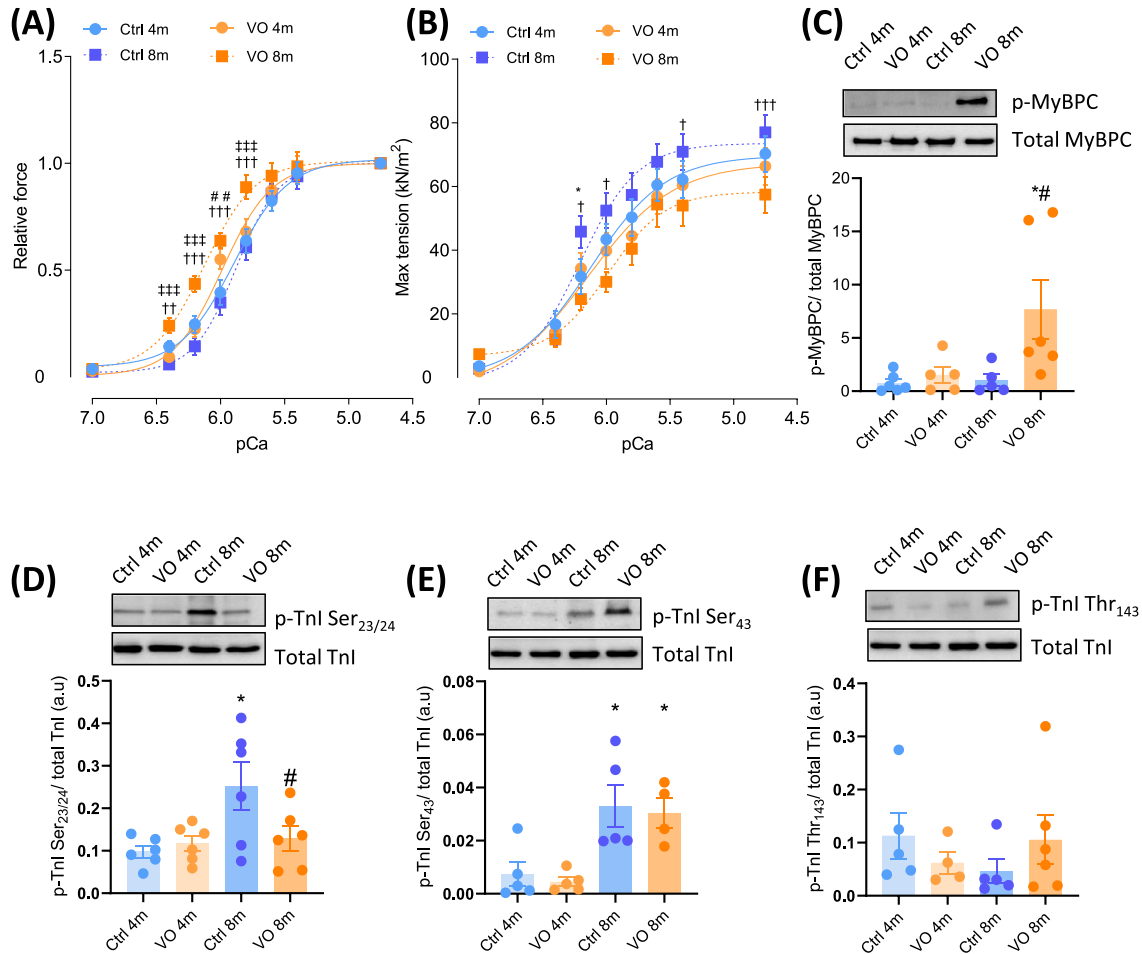 (A)
Ctrl 4m
VO 4m
Ctrl 8m
VO 8m
Relative force
1.5
1.0
0.5
0
‡‡‡
††
‡‡‡
†††
# #
†††
‡‡‡
†††
7.0 6.5 6.0 5.5 5.0 4.5
pCa
(B)
Ctrl 4m
VO 4m
Ctrl 8m
VO 8m
Max tension (kN/m²)
100
80
60
40
20
0
*
†
†
†
†††
7.0 6.5 6.0 5.5 5.0 4.5
pCa
(C)
Ctrl 4m VO 4m Ctrl 8m VO 8m
p-MyBPC
Total MyBPC
p-MyBPC/ total MyBPC
20
15
10
5
0
*#
Ctrl 4m VO 4m Ctrl 8m VO 8m
(D)
Ctrl 4m VO 4m Ctrl 8m VO 8m
p-TnI Ser23/24
Total TnI
p-TnI Ser23/24/ total TnI (a.u)
0.5
0.4
0.3
0.2
0.1
0.0
*
#
Ctrl 4m VO 4m Ctrl 8m VO 8m
(E)
Ctrl 4m VO 4m Ctrl 8m VO 8m
p-TnI Ser43
Total TnI
p-TnI Ser43/ total TnI (a.u)
0.08
0.06
0.04
0.02
0.00
* *
Ctrl 4m VO 4m Ctrl 8m VO 8m
(F)
Ctrl 4m VO 4m Ctrl 8m VO 8m
p-TnI Thr143
Total TnI
p-TnI Thr143/ total TnI (a.u)
0.4
0.3
0.2
0.1
0.0
Ctrl 4m VO 4m Ctrl 8m VO 8m